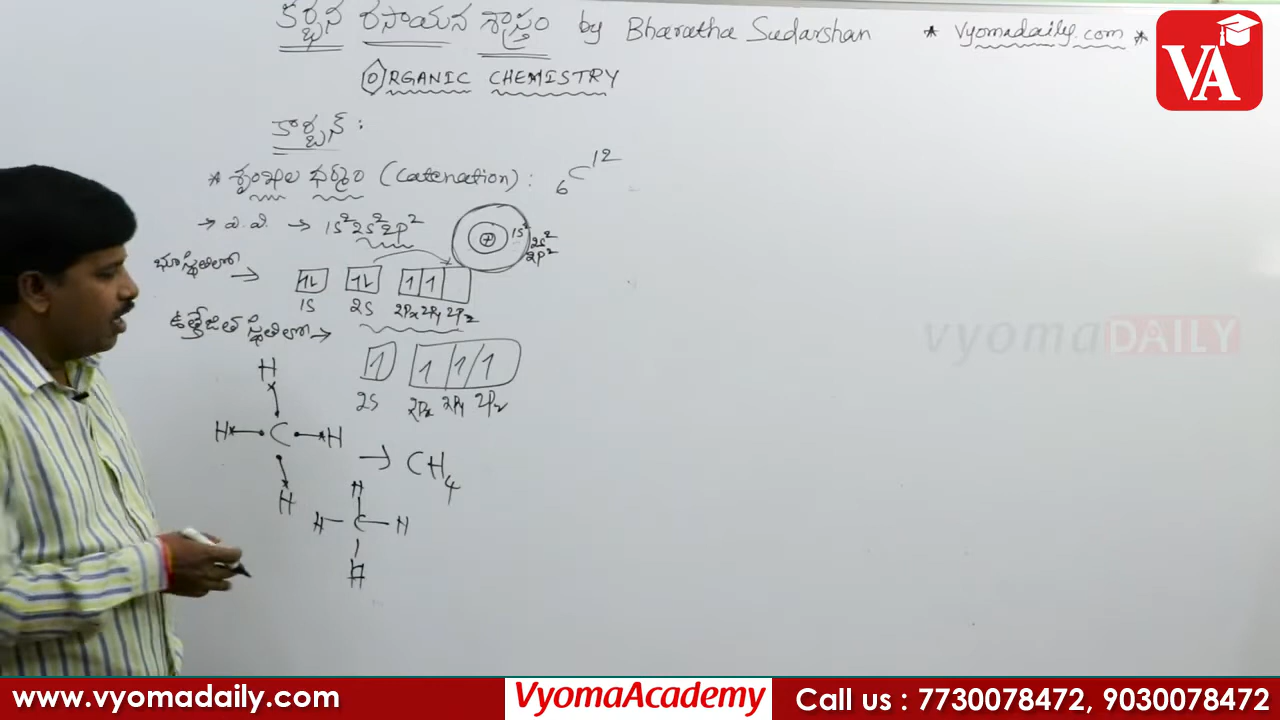 కర్బన రసాయన శాస్త్రం by Bharatha Sudarshan * vyomadaily.com *
VA
ORGANIC CHEMISTRY
కార్బన్ :
* శృంఖల ధర్మం (Catenation) : 6 C 12
→ ఎ. వి. → 1s² 2s² 2p²
1s²
2s²
2p²
భూస్థితిలో →
1S 2S 2Px 2Py 2Pz
ఉత్తేజిత స్థితిలో →
2S 2Px 2Py 2Pz
H
H C H
H
→ CH4
H
H – C – H
H
vyomaDAILY
www.vyomadaily.com VyomaAcademy Call us : 7730078472, 9030078472